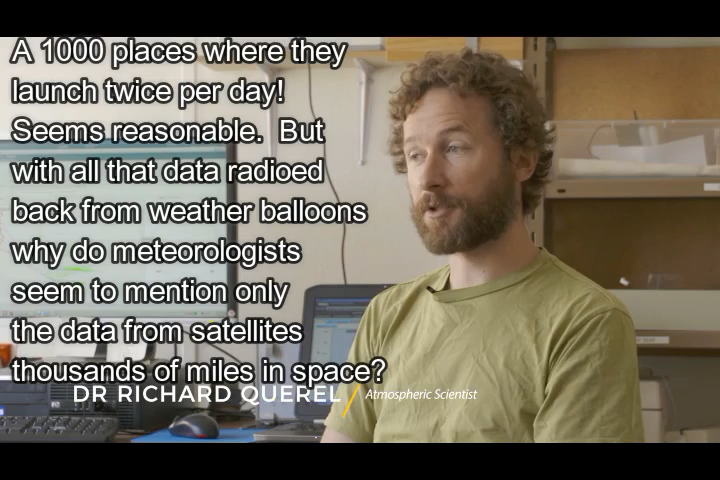 A 1000 places where they
launch twice per day!
Seems reasonable.  But
with all that data radioed
back from weather balloons
why do meteorologists
seem to mention only
the data from satellites
thousands of miles in space?
DR RICHARD QUEREL / Atmospheric Scientist